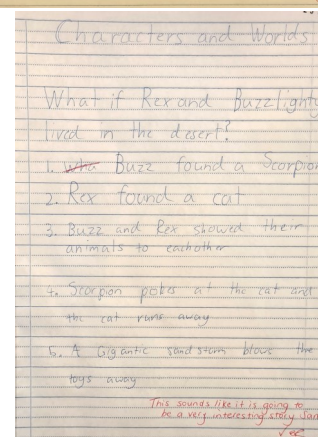 Characters and Worlds
What if Rex and Buzz Lighty
lived in the desert?
1. Wha Buzz found a Scorpion
2. Rex found a cat
3. Buzz and Rex showed their
animals to eachother
4. Scorpion pokes at the cat and
the cat runs away
5. A Gigantic sand storm blows the
toys away
This sounds like it is going to
be a very interesting story